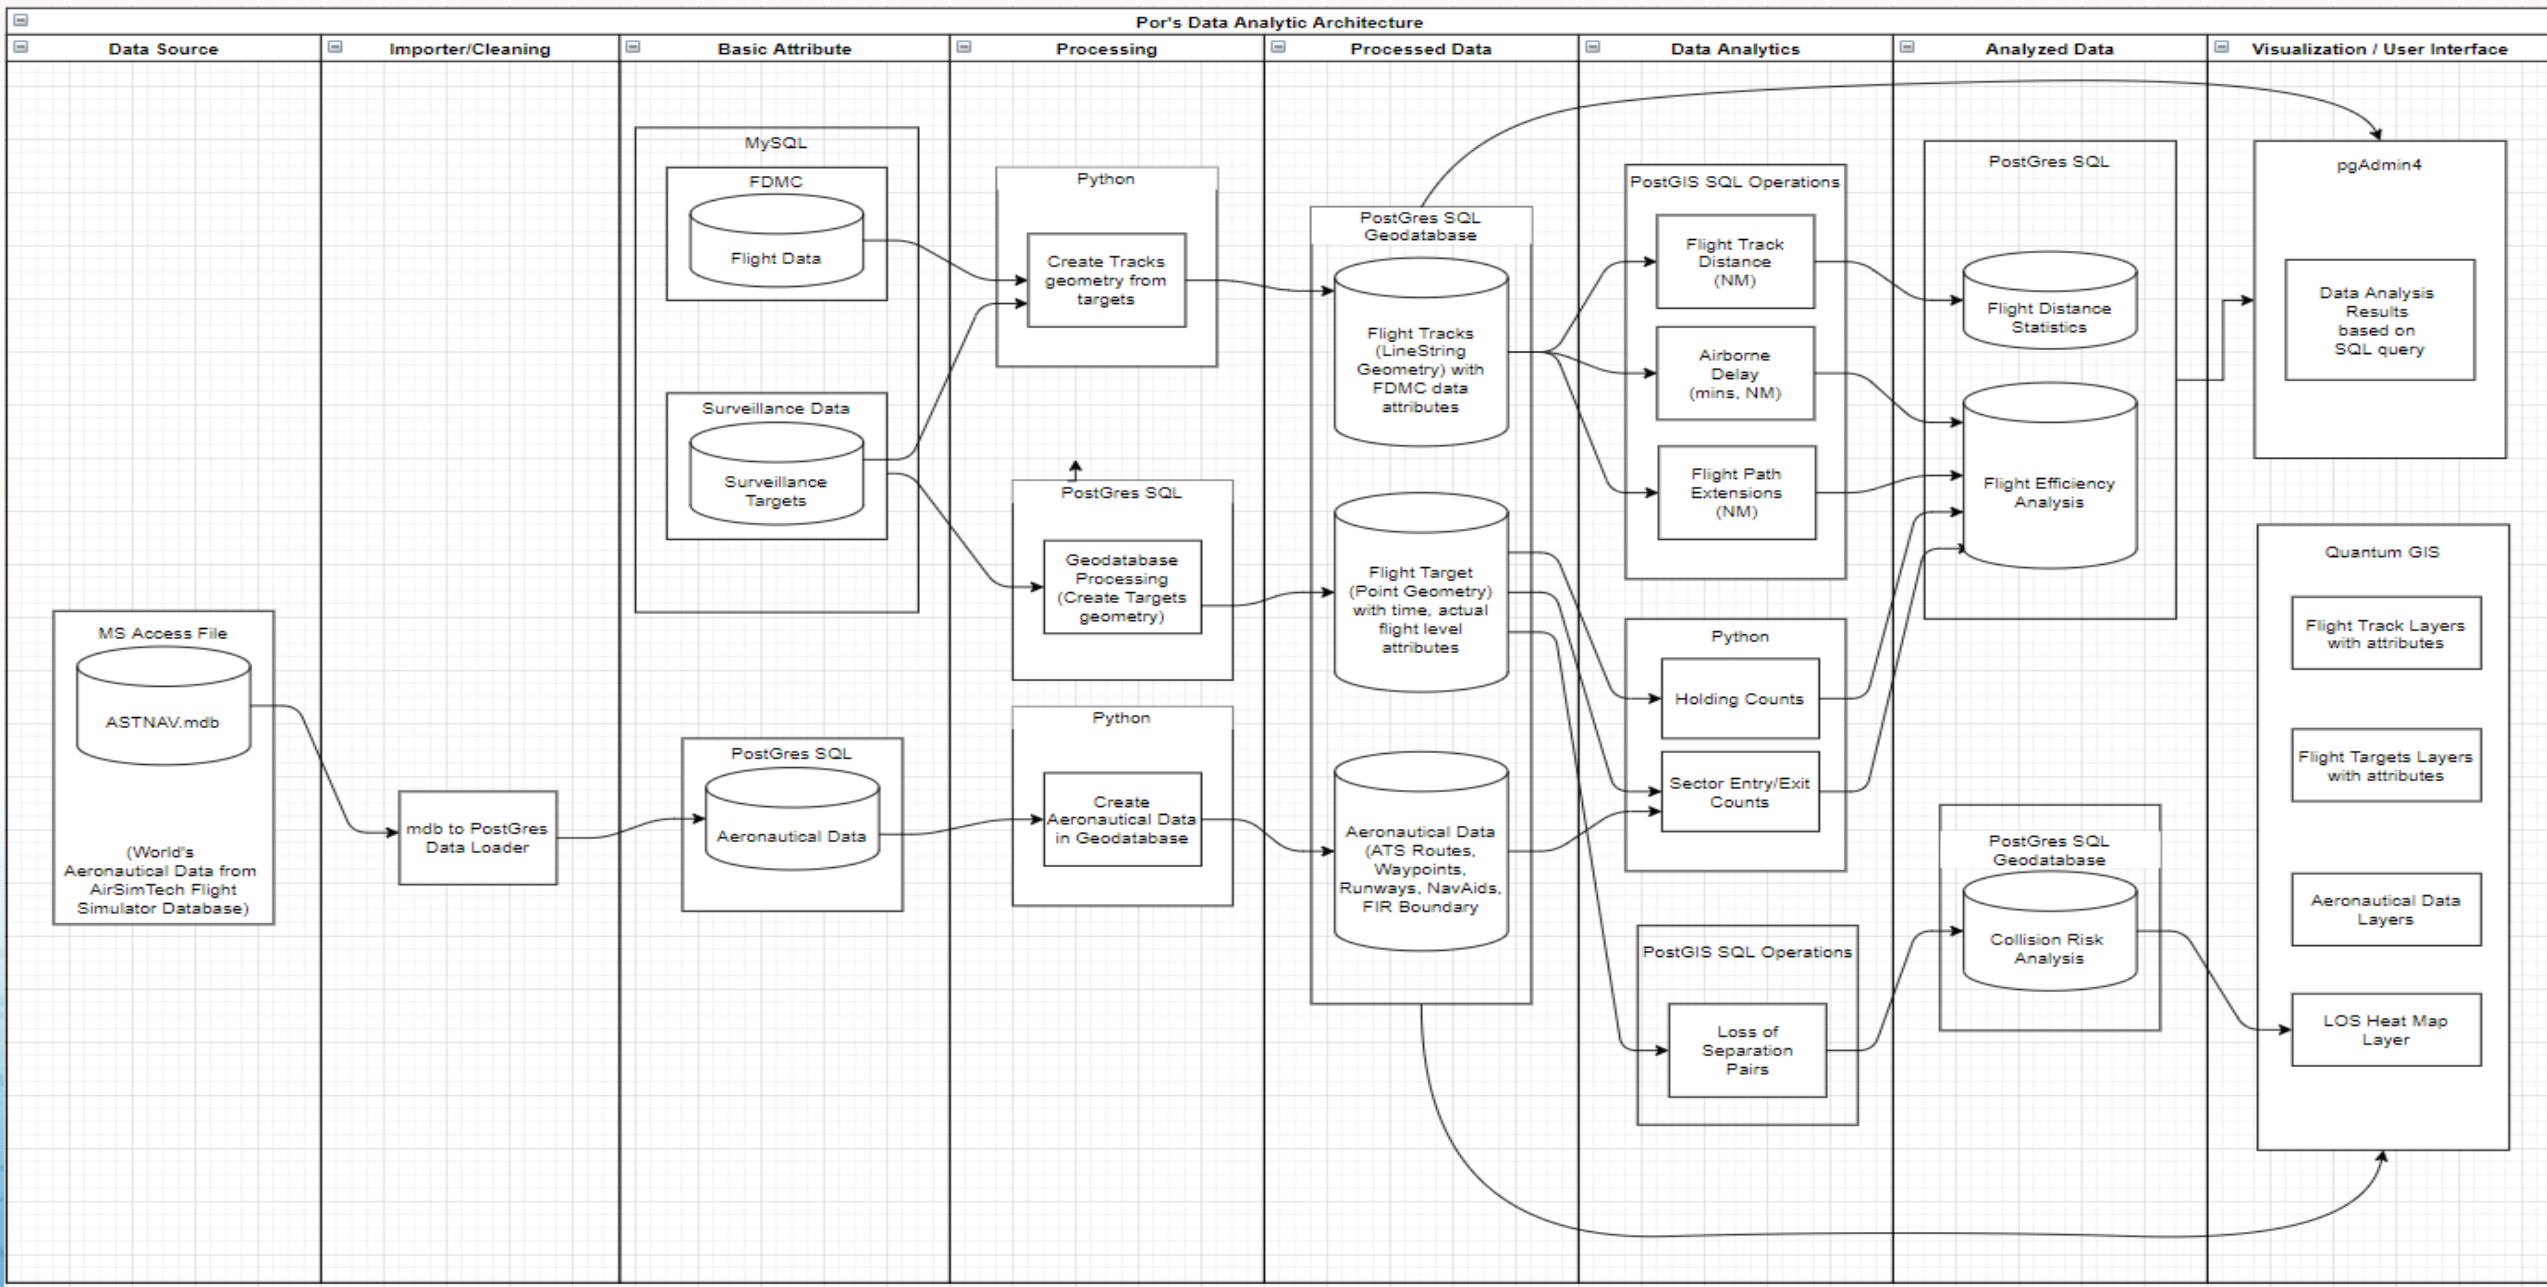 Por's Data Analytic Architecture
Data Source
Importer/Cleaning
Basic Attribute
Processing
Processed Data
Data Analytics
Analyzed Data
Visualization / User Interface
MS Access File
ASTNAV.mdb
(World's
Aeronautical Data from
AirSimTech Flight
Simulator Database)
mdb to PostGres
Data Loader
MySQL
FDMC
Flight Data
Surveillance Data
Surveillance
Targets
PostGres SQL
Aeronautical Data
Python
Create Tracks
geometry from
targets
PostGres SQL
Geodatabase
Processing
(Create Targets
geometry)
Python
Create
Aeronautical Data
in Geodatabase
PostGres SQL
Geodatabase
Flight Tracks
(LineString
Geometry) with
FDMC data
attributes
Flight Target
(Point Geometry)
with time, actual
flight level
attributes
Aeronautical Data
(ATS Routes,
Waypoints,
Runways, NavAids,
FIR Boundary
PostGIS SQL Operations
Flight Track
Distance
(NM)
Airborne
Delay
(mins, NM)
Flight Path
Extensions
(NM)
Python
Holding Counts
Sector Entry/Exit
Counts
PostGIS SQL Operations
Loss of
Separation
Pairs
PostGres SQL
Flight Distance
Statistics
Flight Efficiency
Analysis
PostGres SQL
Geodatabase
Collision Risk
Analysis
pgAdmin4
Data Analysis
Results
based on
SQL query
Quantum GIS
Flight Track Layers
with attributes
Flight Targets Layers
with attributes
Aeronautical Data
Layers
LOS Heat Map
Layer